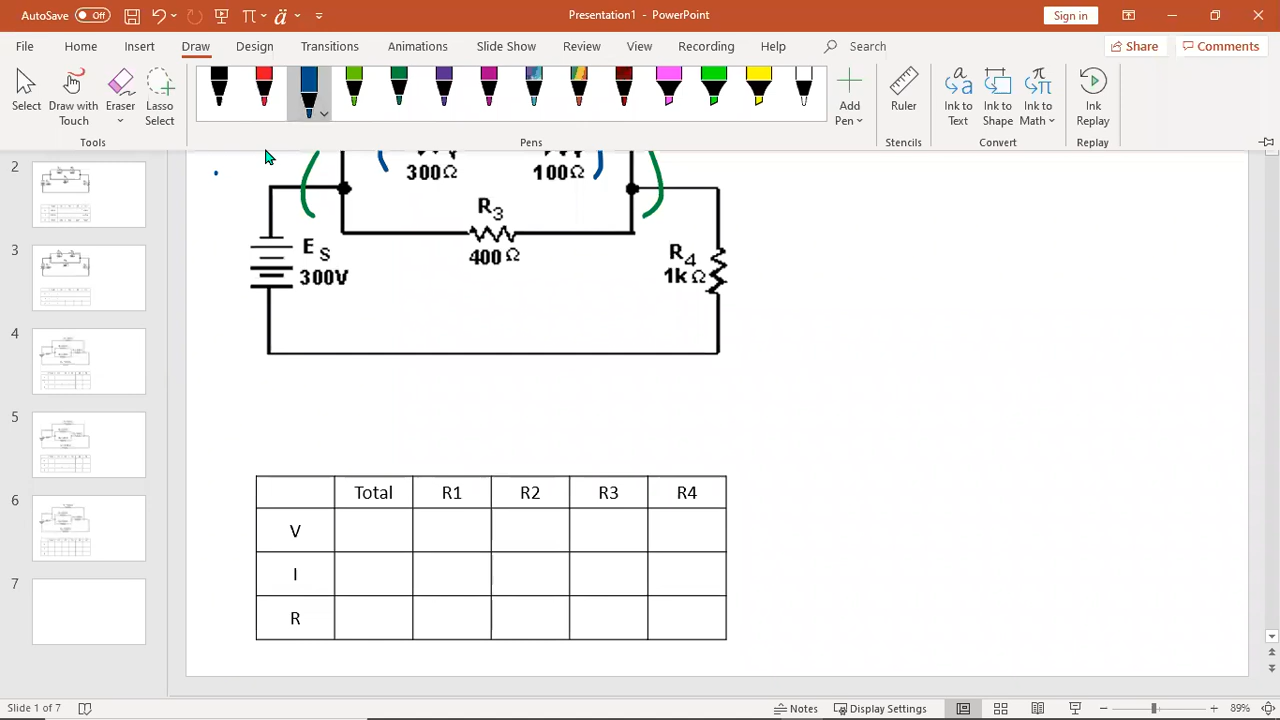 AutoSave Off Presentation1 - PowerPoint Sign in
File Home Insert Draw Design Transitions Animations Slide Show Review View Recording Help Search Share Comments
Select Draw with Touch Eraser Lasso Select Add Pen Ruler Ink to Text Ink to Shape Ink to Math Ink Replay
Tools Pens Stencils Convert Replay
2
3
4
5
6
7
300Ω 100Ω
R3
400Ω
ES
300V
R4
1kΩ
Total R1 R2 R3 R4
V
I
R
Slide 1 of 7 Notes Display Settings 89%